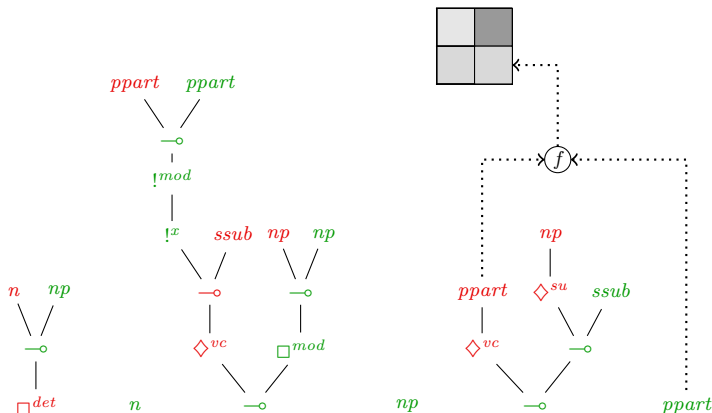 ppart ppart
!^mod
f
!^x ssub np np np
n np ppart ◇^su ssub
◇^vc □^mod ◇^vc
□^det n np ppart